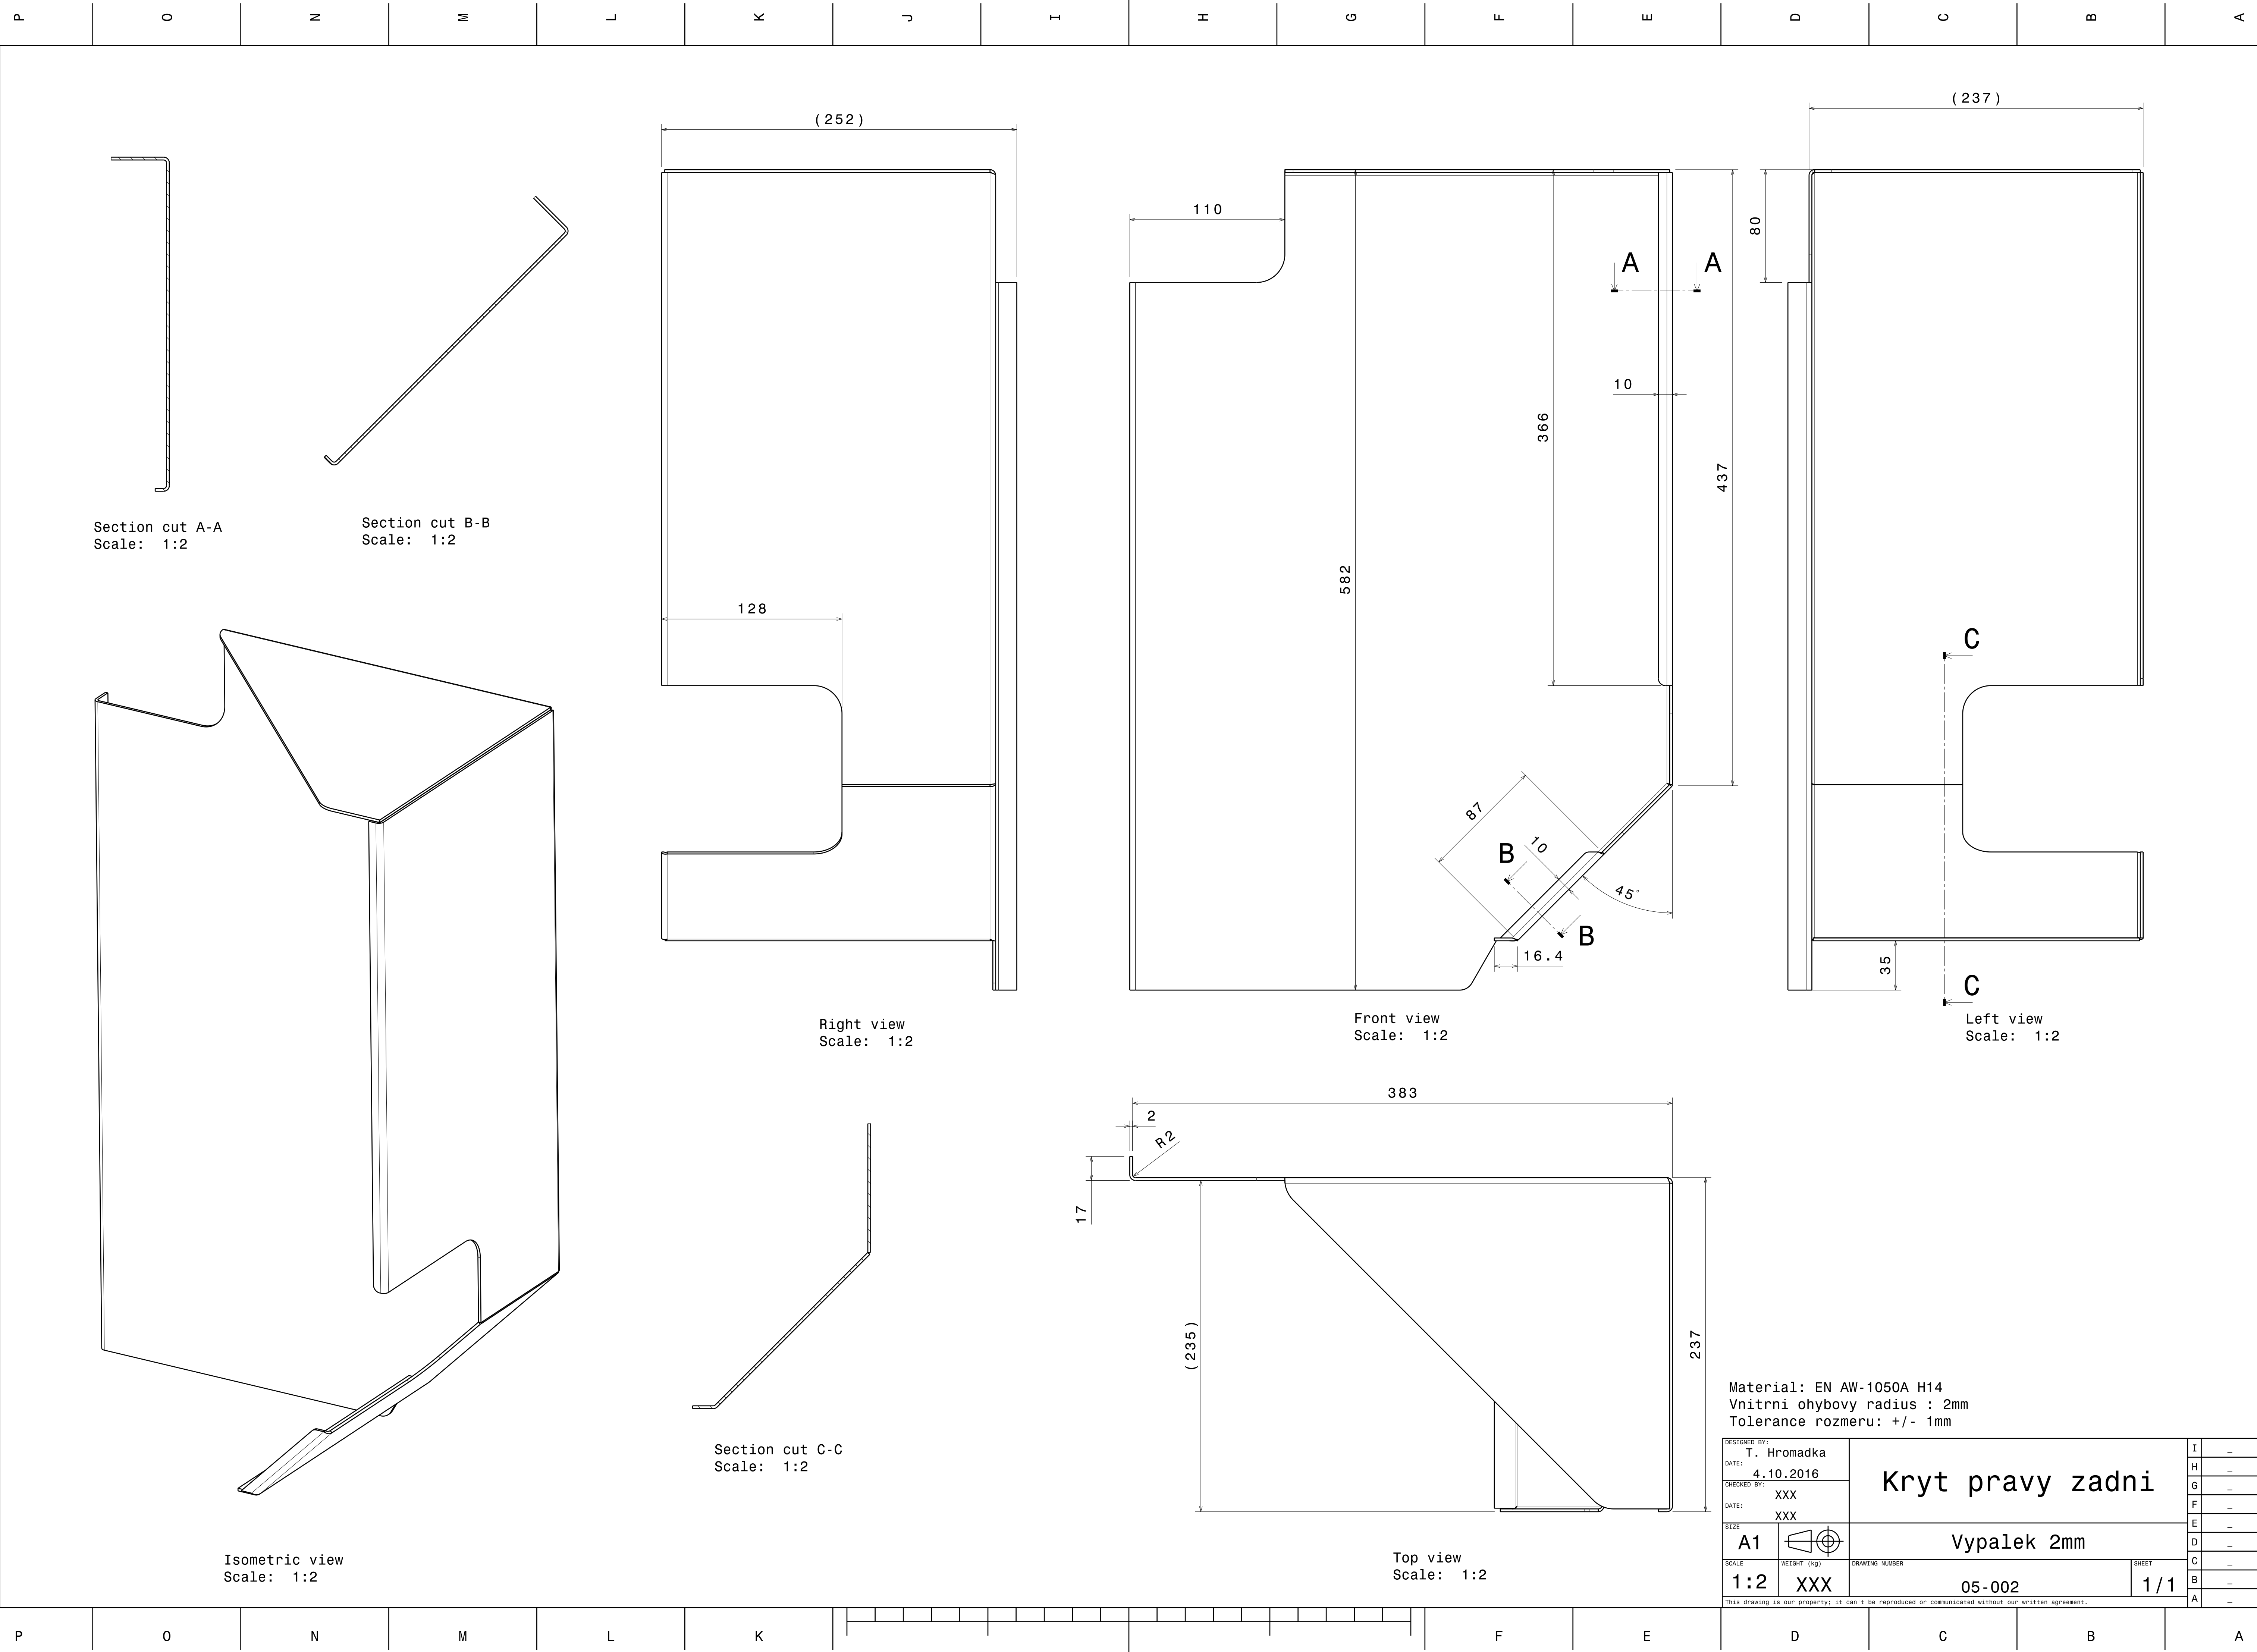 P O N M L K J I H G F E D C B A
(252)
(237)
110
80
A A
10
366
437
Section cut A-A
Scale: 1:2
Section cut B-B
Scale: 1:2
582
128
C
87
10
B
45°
B
16.4
35
C
Right view
Scale: 1:2
Front view
Scale: 1:2
Left view
Scale: 1:2
383
2
R2
17
(235)
237
Section cut C-C
Scale: 1:2
Isometric view
Scale: 1:2
Top view
Scale: 1:2
Material: EN AW-1050A H14
Vnitrni ohybovy radius : 2mm
Tolerance rozmeru: +/- 1mm
DESIGNED BY:
T. Hromadka
DATE:
4.10.2016
CHECKED BY:
XXX
DATE:
XXX
Kryt pravy zadni
SIZE
A1
Vypalek 2mm
SCALE
1:2
WEIGHT (kg)
XXX
DRAWING NUMBER
05-002
SHEET
1/1
This drawing is our property; it can't be reproduced or communicated without our written agreement.
I _
H _
G _
F _
E _
D _
C _
B _
A _
P O N M L K F E D C B A